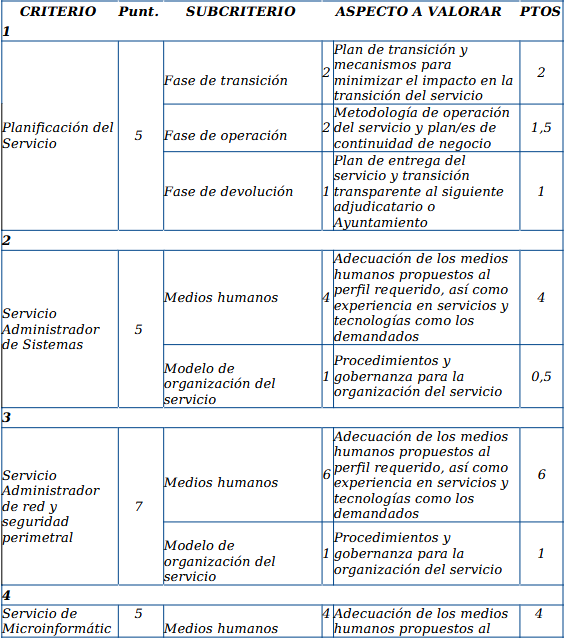 CRITERIO Punt. SUBCRITERIO ASPECTO A VALORAR PTOS
1
Planificación del
Servicio
5
Fase de transición
2
Plan de transición y
mecanismos para
minimizar el impacto en la
transición del servicio
2
Fase de operación
2
Metodología de operación
del servicio y plan/es de
continuidad de negocio
1,5
Fase de devolución
1
Plan de entrega del
servicio y transición
transparente al siguiente
adjudicatario o
Ayuntamiento
1
2
Servicio
Administrador
de Sistemas
5
Medios humanos
4
Adecuación de los medios
humanos propuestos al
perfil requerido, así como
experiencia en servicios y
tecnologías como los
demandados
4
Modelo de
organización del
servicio
1
Procedimientos y
gobernanza para la
organización del servicio
0,5
3
Servicio
Administrador
de red y
seguridad
perimetral
7
Medios humanos
6
Adecuación de los medios
humanos propuestos al
perfil requerido, así como
experiencia en servicios y
tecnologías como los
demandados
6
Modelo de
organización del
servicio
1
Procedimientos y
gobernanza para la
organización del servicio
1
4
Servicio de
Microinformátic
5
Medios humanos
4
Adecuación de los medios
humanos propuestos al
4